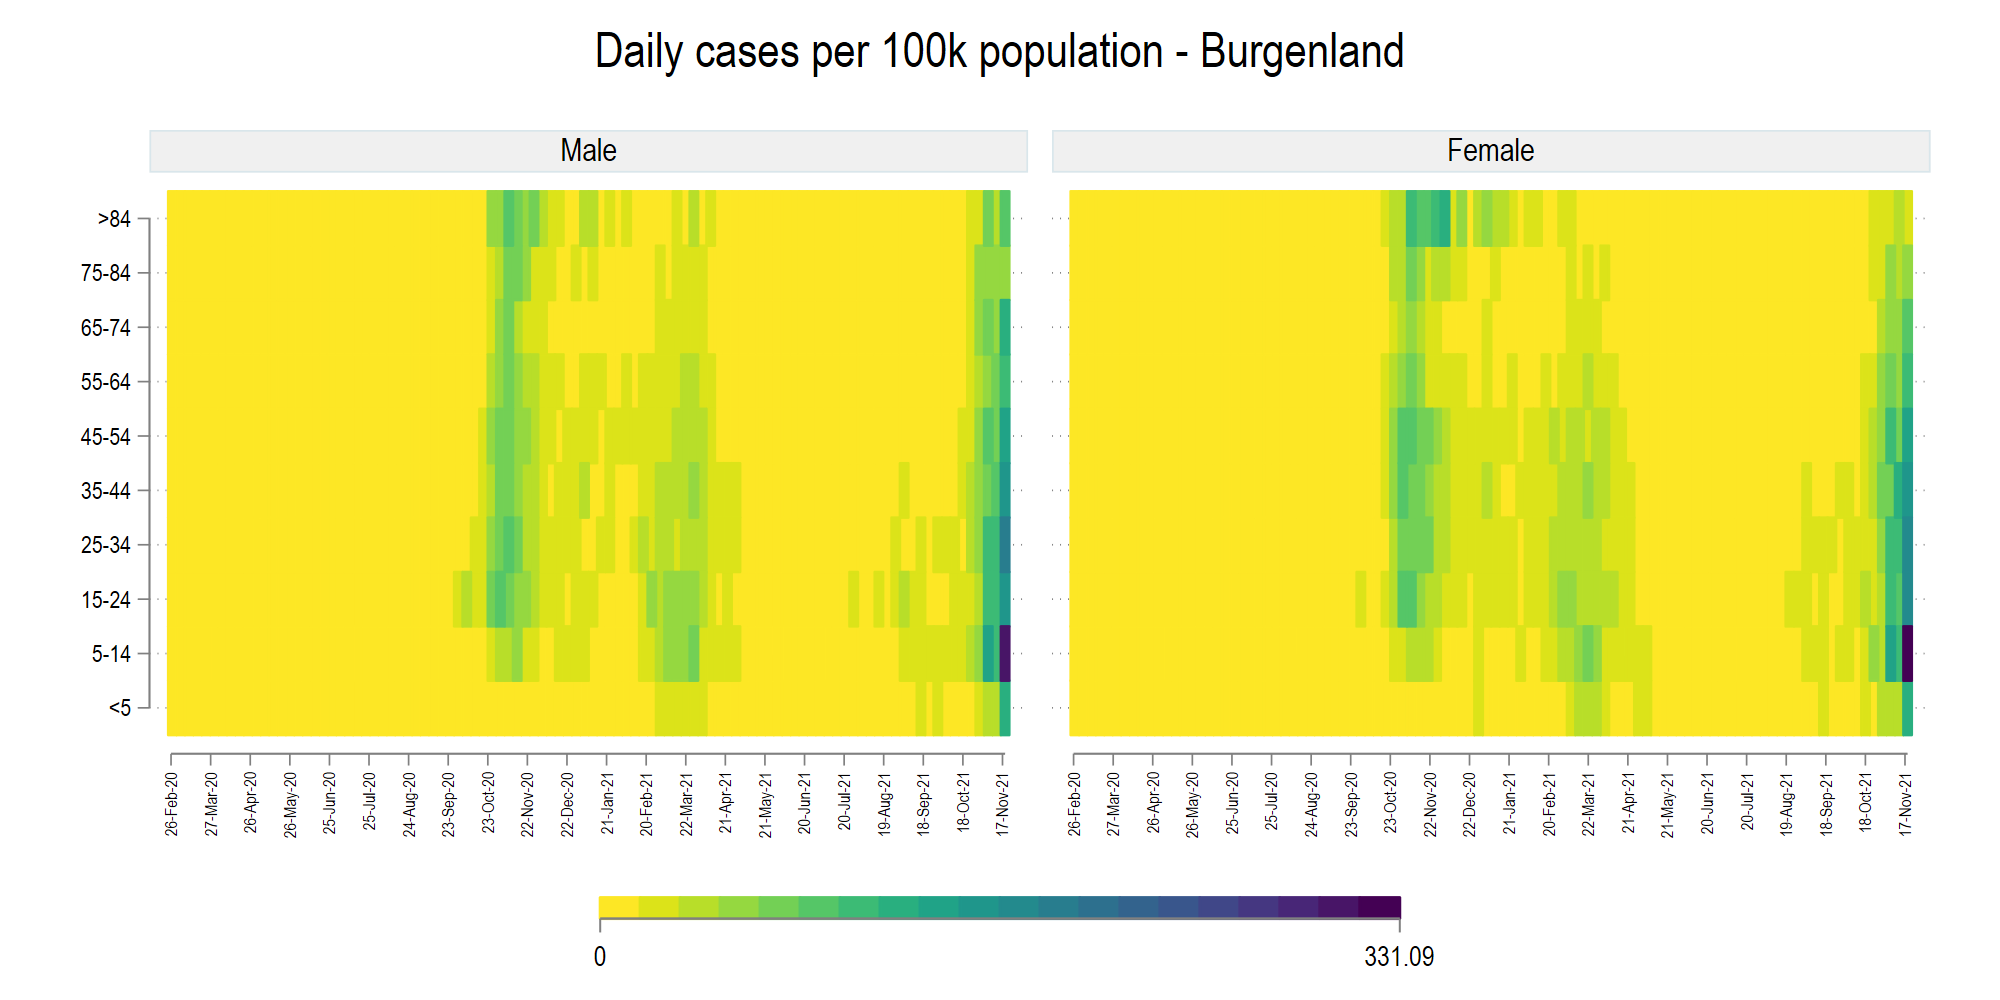 Daily cases per 100k population - Burgenland
Male
Female
>84
75-84
65-74
55-64
45-54
35-44
25-34
15-24
5-14
<5
26-Feb-20
27-Mar-20
26-Apr-20
26-May-20
25-Jun-20
25-Jul-20
24-Aug-20
23-Sep-20
23-Oct-20
22-Nov-20
22-Dec-20
21-Jan-21
20-Feb-21
22-Mar-21
21-Apr-21
21-May-21
20-Jun-21
20-Jul-21
19-Aug-21
18-Sep-21
18-Oct-21
17-Nov-21
26-Feb-20
27-Mar-20
26-Apr-20
26-May-20
25-Jun-20
25-Jul-20
24-Aug-20
23-Sep-20
23-Oct-20
22-Nov-20
22-Dec-20
21-Jan-21
20-Feb-21
22-Mar-21
21-Apr-21
21-May-21
20-Jun-21
20-Jul-21
19-Aug-21
18-Sep-21
18-Oct-21
17-Nov-21
0
331.09